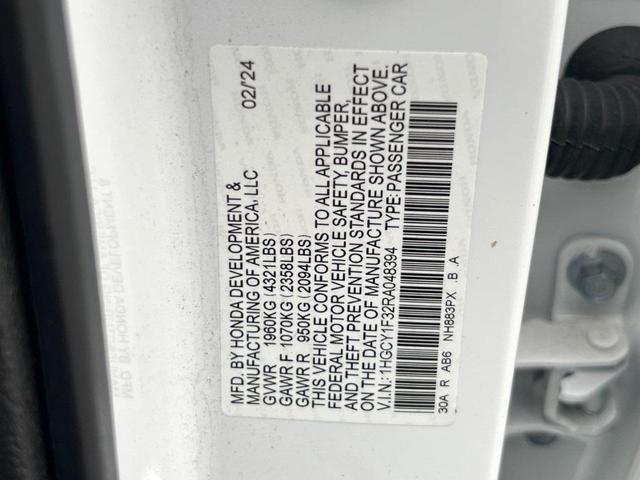 MFD. BY HONDA DEVELOPMENT & 02/'24
MANUFACTURING OF AMERICA, LLC
GVWR 1960KG (4321LBS)
GAWR F 1070KG (2358LBS)
GAWR R 950KG (2094LBS)
THIS VEHICLE CONFORMS TO ALL APPLICABLE
FEDERAL MOTOR VEHICLE SAFETY, BUMPER,
AND THEFT PREVENTION STANDARDS IN EFFECT
ON THE DATE OF MANUFACTURE SHOWN ABOVE.
V.I.N.:1HGCY1F32RA048394 TYPE:PASSENGER CAR
30A R AB6 NH883PX .B .A